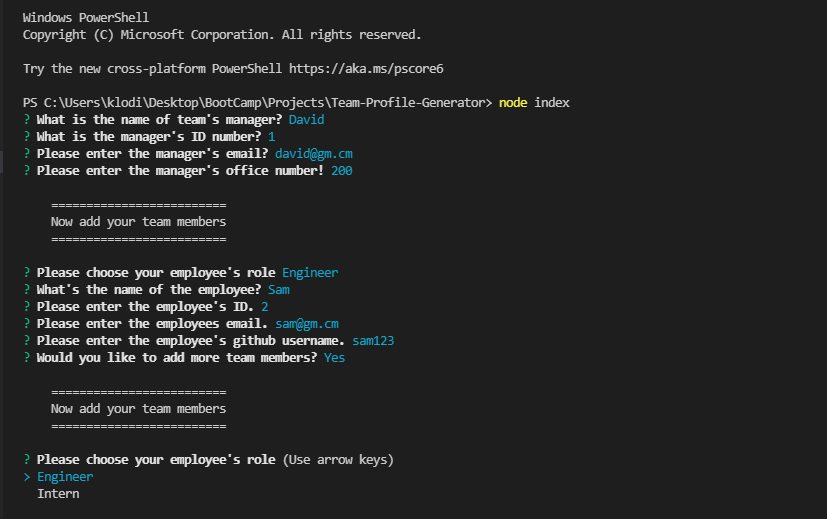 Windows PowerShell
Copyright (C) Microsoft Corporation. All rights reserved.
Try the new cross-platform PowerShell https://aka.ms/pscore6
PS C:\Users\klodi\Desktop\BootCamp\Projects\Team-Profile-Generator> node index
? What is the name of team's manager? David
? What is the manager's ID number? 1
? Please enter the manager's email? david@gm.cm
? Please enter the manager's office number! 200
=========================
Now add your team members
=========================
? Please choose your employee's role Engineer
? What's the name of the employee? Sam
? Please enter the employee's ID. 2
? Please enter the employees email. sam@gm.cm
? Please enter the employee's github username. sam123
? Would you like to add more team members? Yes
=========================
Now add your team members
=========================
? Please choose your employee's role (Use arrow keys)
> Engineer
Intern